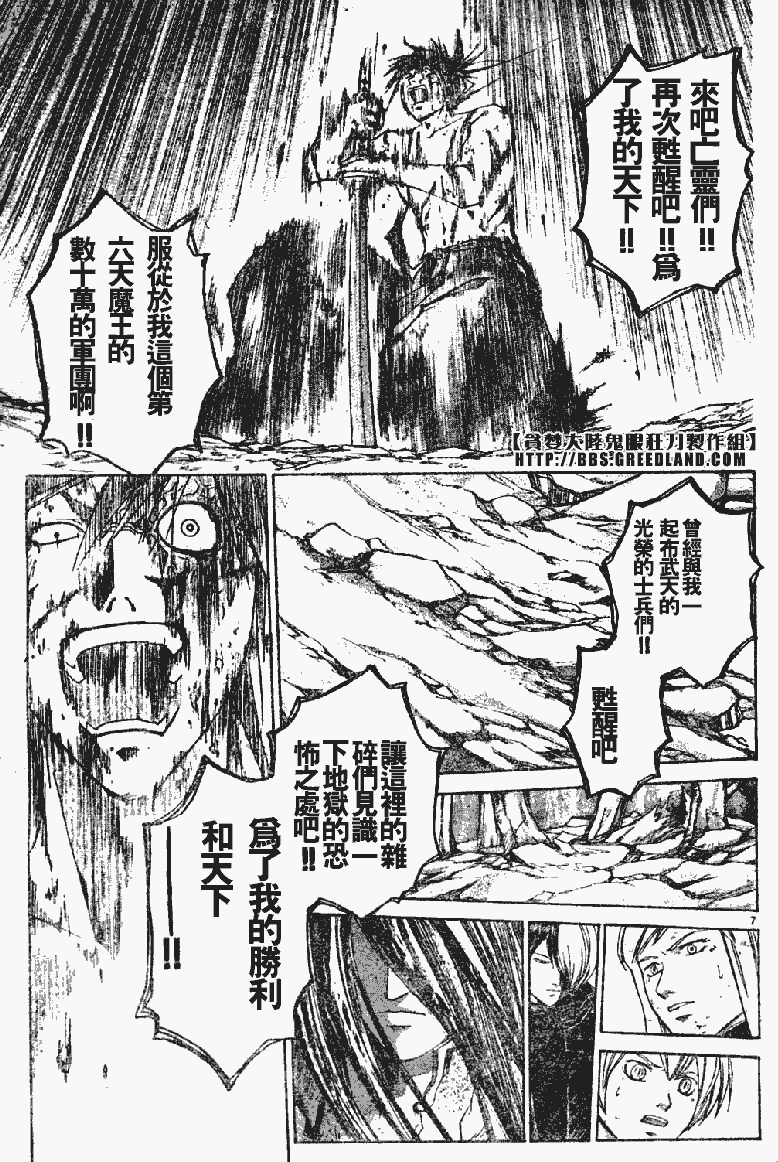 來吧亡靈們!!
再次甦醒吧!!為
了我的天下!!
服從於我這個第
六天魔王的
數十萬的軍團啊!!
【貪婪大陸鬼眼狂刀製作組】
HTTP://BBS.GREEDLAND.COM
曾經與我一
起布武天的
光榮的士兵們!!
甦醒吧
讓這裡的雜
碎們見識一
下地獄的恐
怖之處吧!!
為了我的勝利
和天下
——!!
7